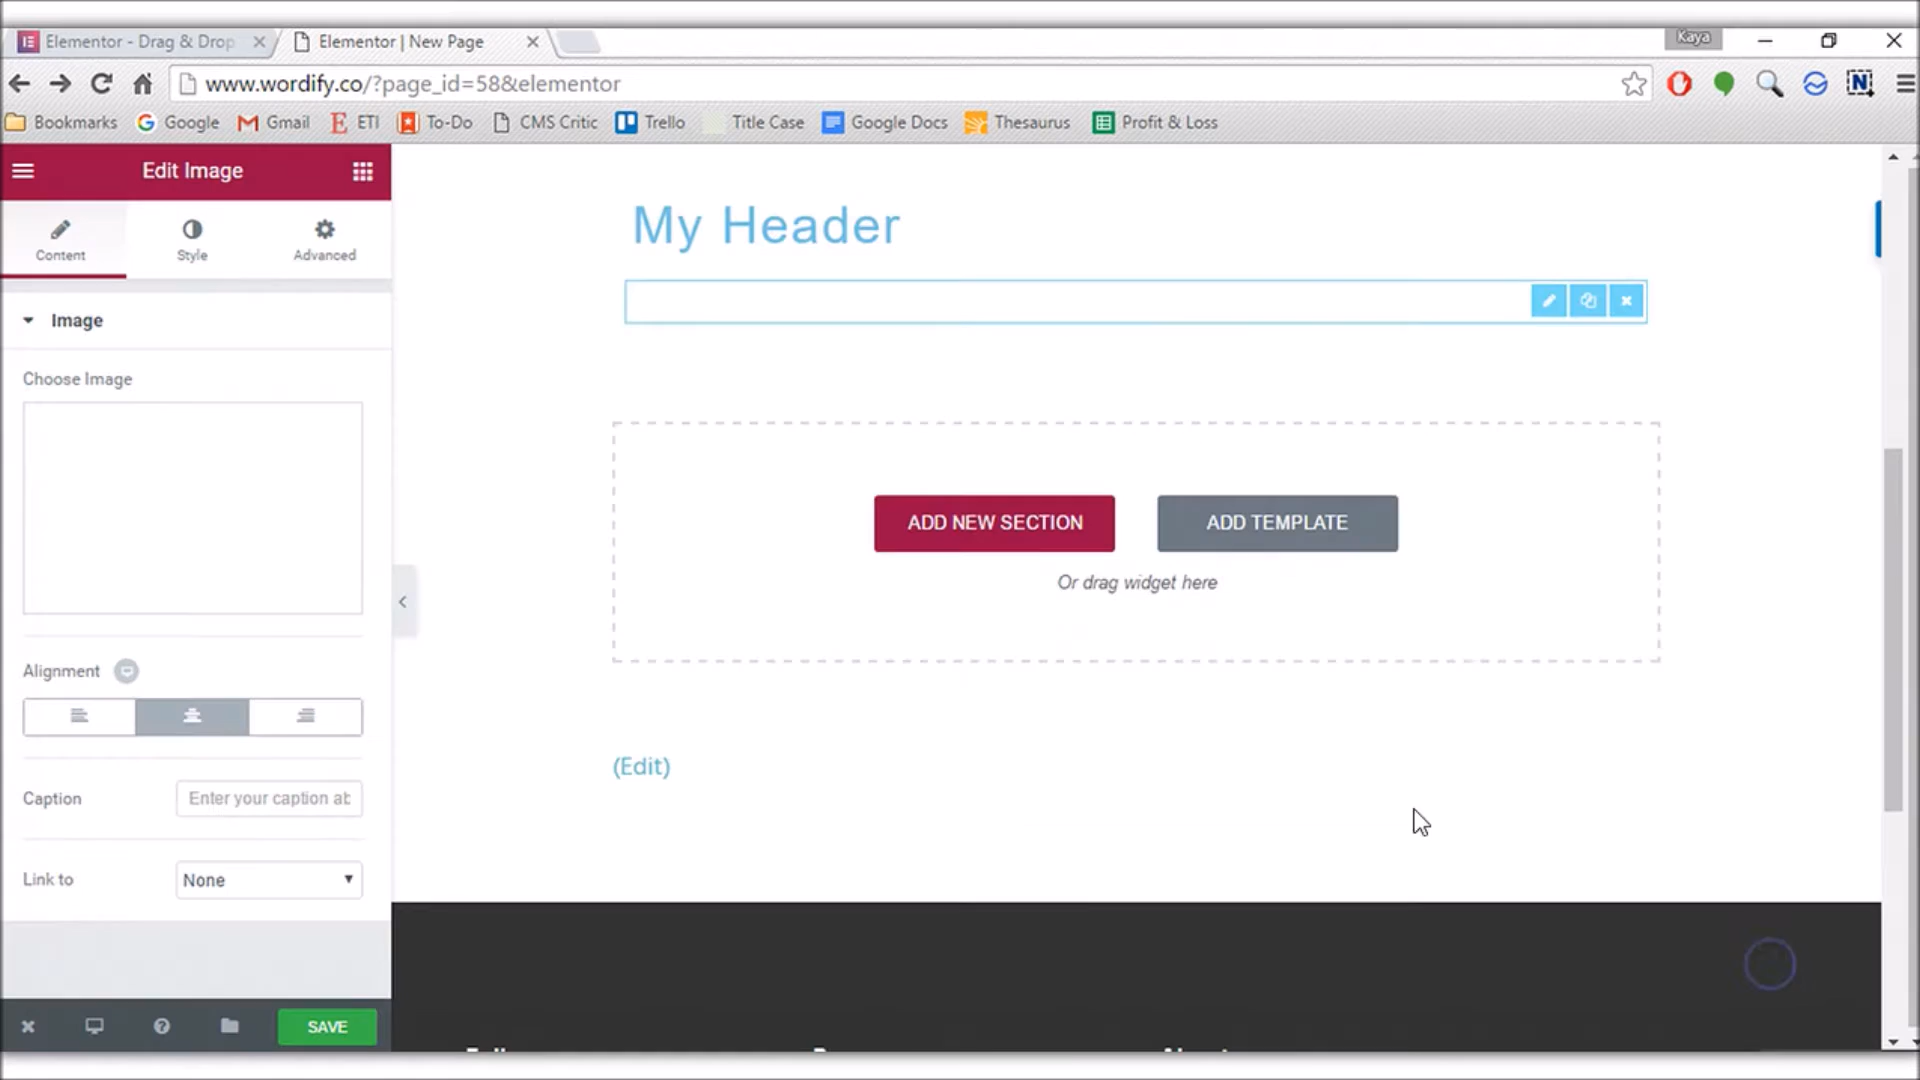 Elementor - Drag & Drop
Elementor | New Page
Kaya
www.wordify.co/?page_id=58&elementor
Bookmarks
Google
Gmail
ETI
To-Do
CMS Critic
Trello
Title Case
Google Docs
Thesaurus
Profit & Loss
Edit Image
Content
Style
Advanced
Image
Choose Image
Alignment
Caption
Enter your caption ab
Link to
None
SAVE
My Header
ADD NEW SECTION
ADD TEMPLATE
Or drag widget here
(Edit)